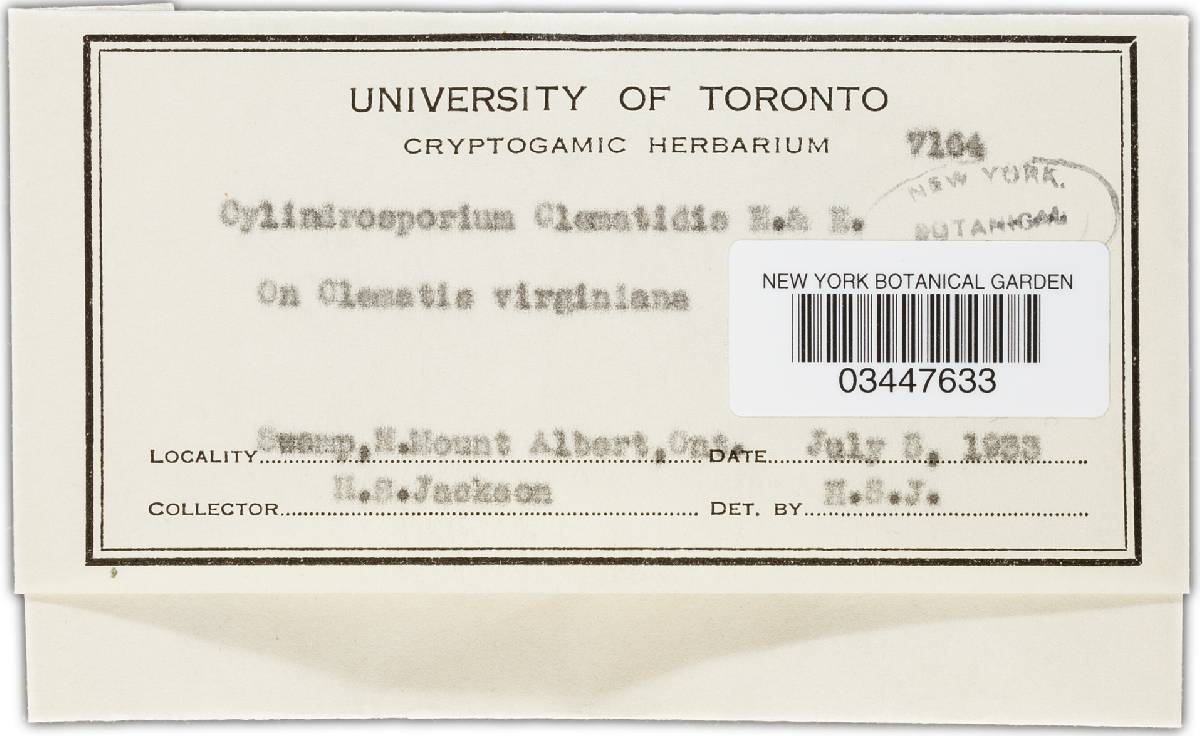 UNIVERSITY OF TORONTO
CRYPTOGAMIC HERBARIUM
7104
NEW YORK
BOTANICAL
Cylindrosporium Clematidis E.& E.
On Clematis virginiana
NEW YORK BOTANICAL GARDEN
03447633
LOCALITY Swamp,N.Mount Albert,Ont. DATE July 1933
COLLECTOR H.S.Jackson DET. BY H.S.J.